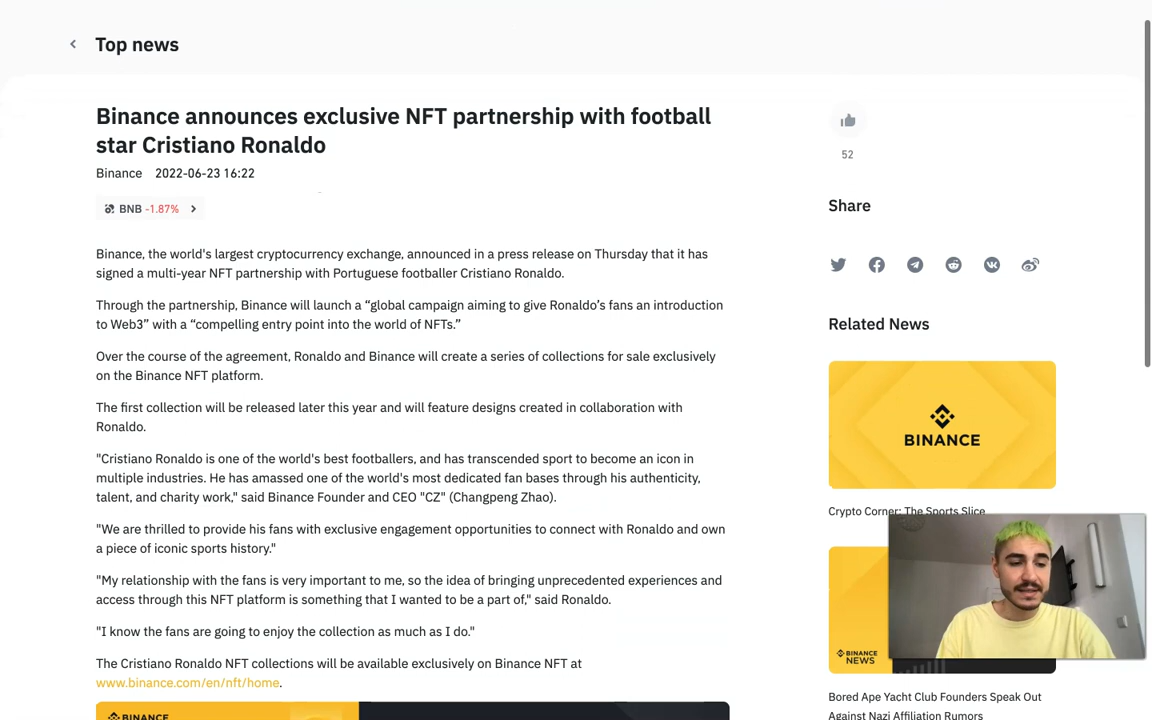 Top news
Binance announces exclusive NFT partnership with football
star Cristiano Ronaldo
Binance 2022-06-23 16:22
BNB -1.87%
Binance, the world's largest cryptocurrency exchange, announced in a press release on Thursday that it has
signed a multi-year NFT partnership with Portuguese footballer Cristiano Ronaldo.
Through the partnership, Binance will launch a “global campaign aiming to give Ronaldo’s fans an introduction
to Web3” with a “compelling entry point into the world of NFTs.”
Over the course of the agreement, Ronaldo and Binance will create a series of collections for sale exclusively
on the Binance NFT platform.
The first collection will be released later this year and will feature designs created in collaboration with
Ronaldo.
"Cristiano Ronaldo is one of the world's best footballers, and has transcended sport to become an icon in
multiple industries. He has amassed one of the world's most dedicated fan bases through his authenticity,
talent, and charity work," said Binance Founder and CEO "CZ" (Changpeng Zhao).
"We are thrilled to provide his fans with exclusive engagement opportunities to connect with Ronaldo and own
a piece of iconic sports history."
"My relationship with the fans is very important to me, so the idea of bringing unprecedented experiences and
access through this NFT platform is something that I wanted to be a part of," said Ronaldo.
"I know the fans are going to enjoy the collection as much as I do."
The Cristiano Ronaldo NFT collections will be available exclusively on Binance NFT at
www.binance.com/en/nft/home.
BINANCE
52
Share
Related News
BINANCE
Crypto Corner: The Sports Slice
BINANCE
NEWS
Bored Ape Yacht Club Founders Speak Out
Against Nazi Affiliation Rumors